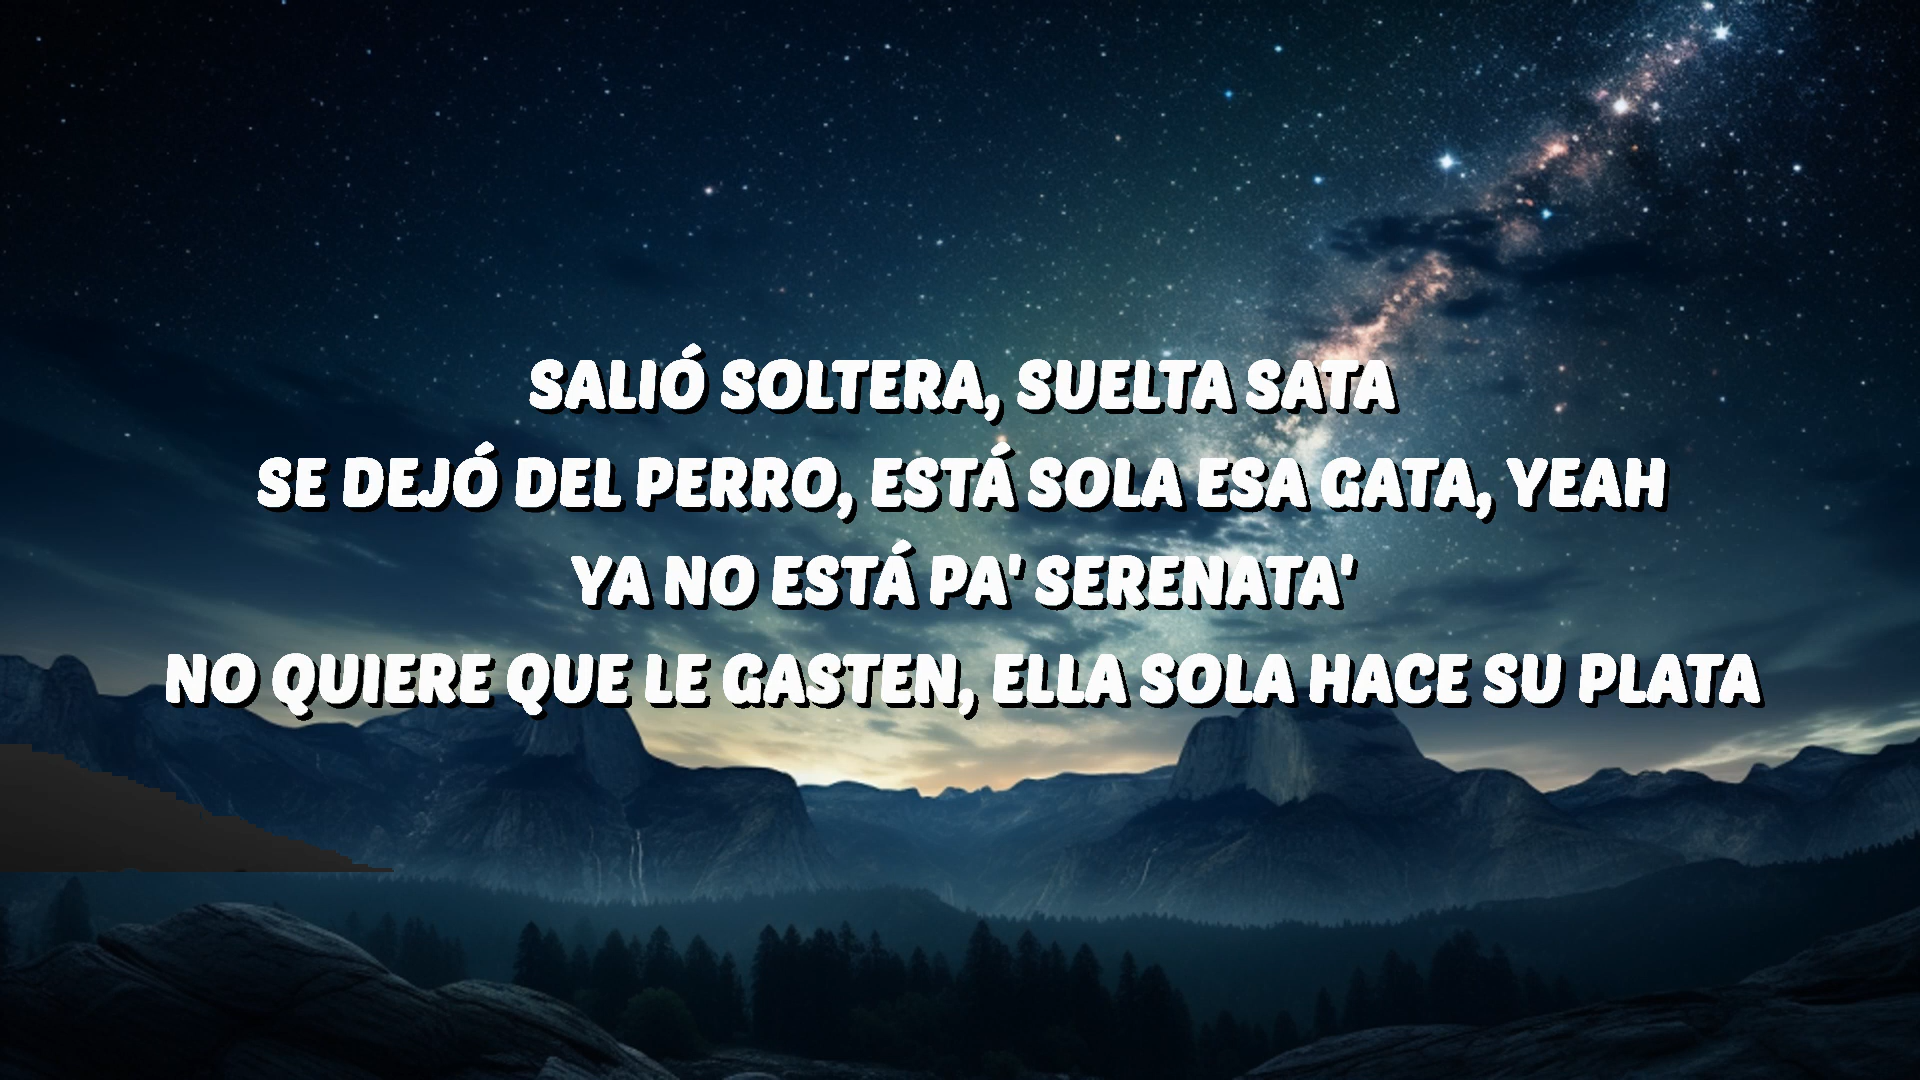 SALIÓ SOLTERA, SUELTA SATA
SE DEJÓ DEL PERRO, ESTÁ SOLA ESA GATA, YEAH
YA NO ESTÁ PA' SERENATA'
NO QUIERE QUE LE GASTEN, ELLA SOLA HACE SU PLATA